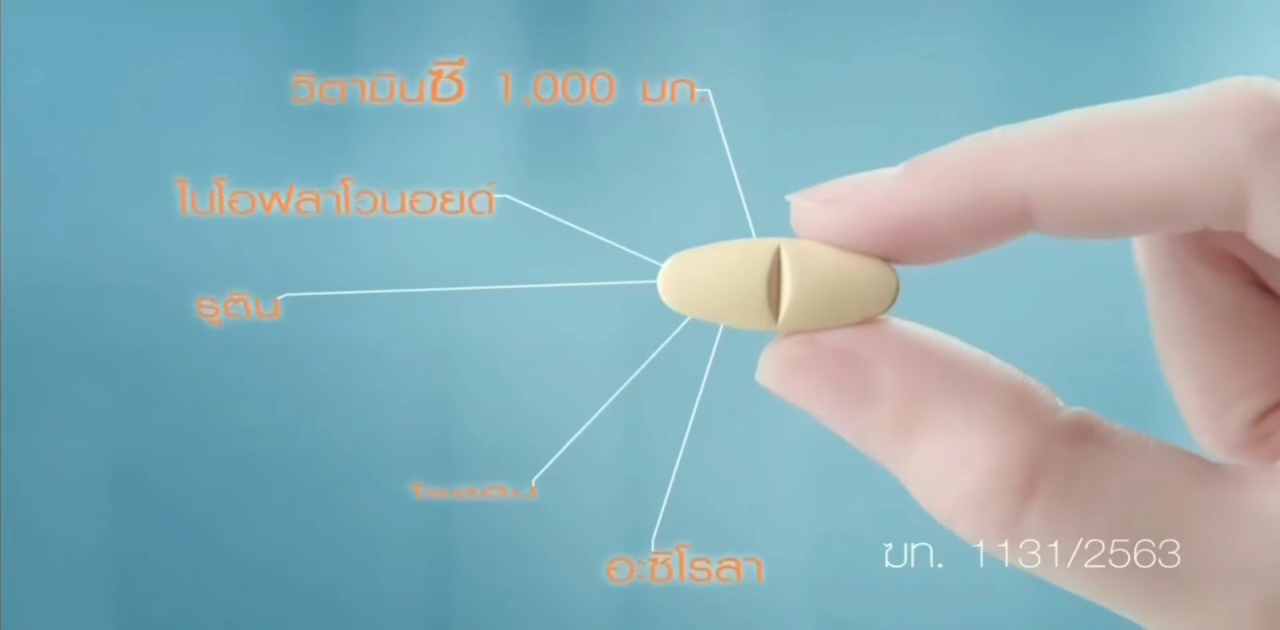 วิตามินซี 1,000 มก.
ไบโอฟลาโวนอยด์
รูติน
อะซิโรลา
ฆท. 1131/2563